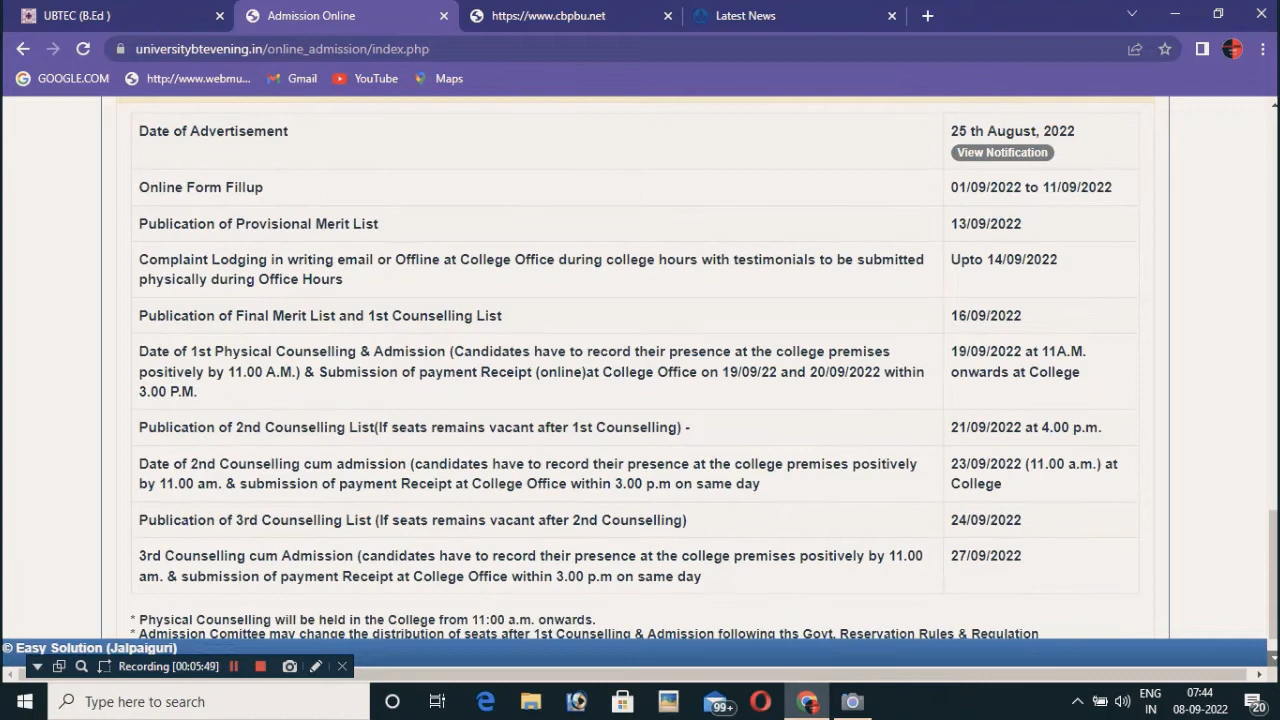 UBTEC (B.Ed )
Admission Online
https://www.cbpbu.net
Latest News
universitybtevening.in/online_admission/index.php
GOOGLE.COM
http://www.webmu...
Gmail
YouTube
Maps
Date of Advertisement
25 th August, 2022
View Notification
Online Form Fillup
01/09/2022 to 11/09/2022
Publication of Provisional Merit List
13/09/2022
Complaint Lodging in writing email or Offline at College Office during college hours with testimonials to be submitted
physically during Office Hours
Upto 14/09/2022
Publication of Final Merit List and 1st Counselling List
16/09/2022
Date of 1st Physical Counselling & Admission (Candidates have to record their presence at the college premises
positively by 11.00 A.M.) & Submission of payment Receipt (online)at College Office on 19/09/22 and 20/09/2022 within
3.00 P.M.
19/09/2022 at 11A.M.
onwards at College
Publication of 2nd Counselling List(If seats remains vacant after 1st Counselling) -
21/09/2022 at 4.00 p.m.
Date of 2nd Counselling cum admission (candidates have to record their presence at the college premises positively
by 11.00 am. & submission of payment Receipt at College Office within 3.00 p.m on same day
23/09/2022 (11.00 a.m.) at
College
Publication of 3rd Counselling List (If seats remains vacant after 2nd Counselling)
24/09/2022
3rd Counselling cum Admission (candidates have to record their presence at the college premises positively by 11.00
am. & submission of payment Receipt at College Office within 3.00 p.m on same day
27/09/2022
* Physical Counselling will be held in the College from 11:00 a.m. onwards.
* Admission Comittee may change the distribution of seats after 1st Counselling & Admission following ths Govt. Reservation Rules & Regulation
© Easy Solution (Jalpaiguri)
Recording [00:05:49]
Type here to search
99+
ENG
IN
07:44
08-09-2022
20